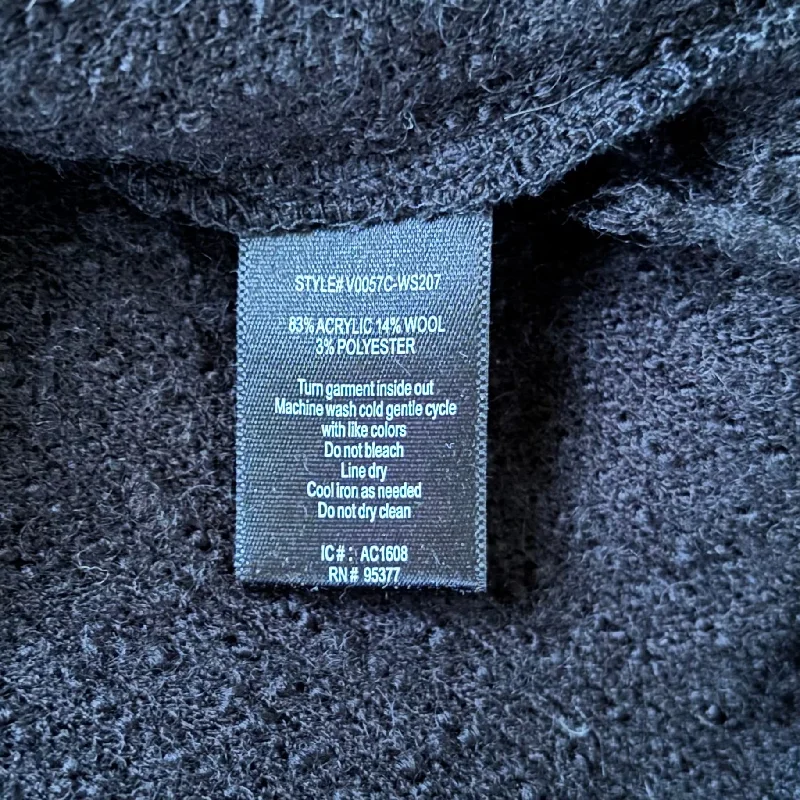 STYLE# V0057C-WS207
83% ACRYLIC 14% WOOL
3% POLYESTER
Turn garment inside out
Machine wash cold gentle cycle
with like colors
Do not bleach
Line dry
Cool iron as needed
Do not dry clean
IC# : AC1608
RN# 95377